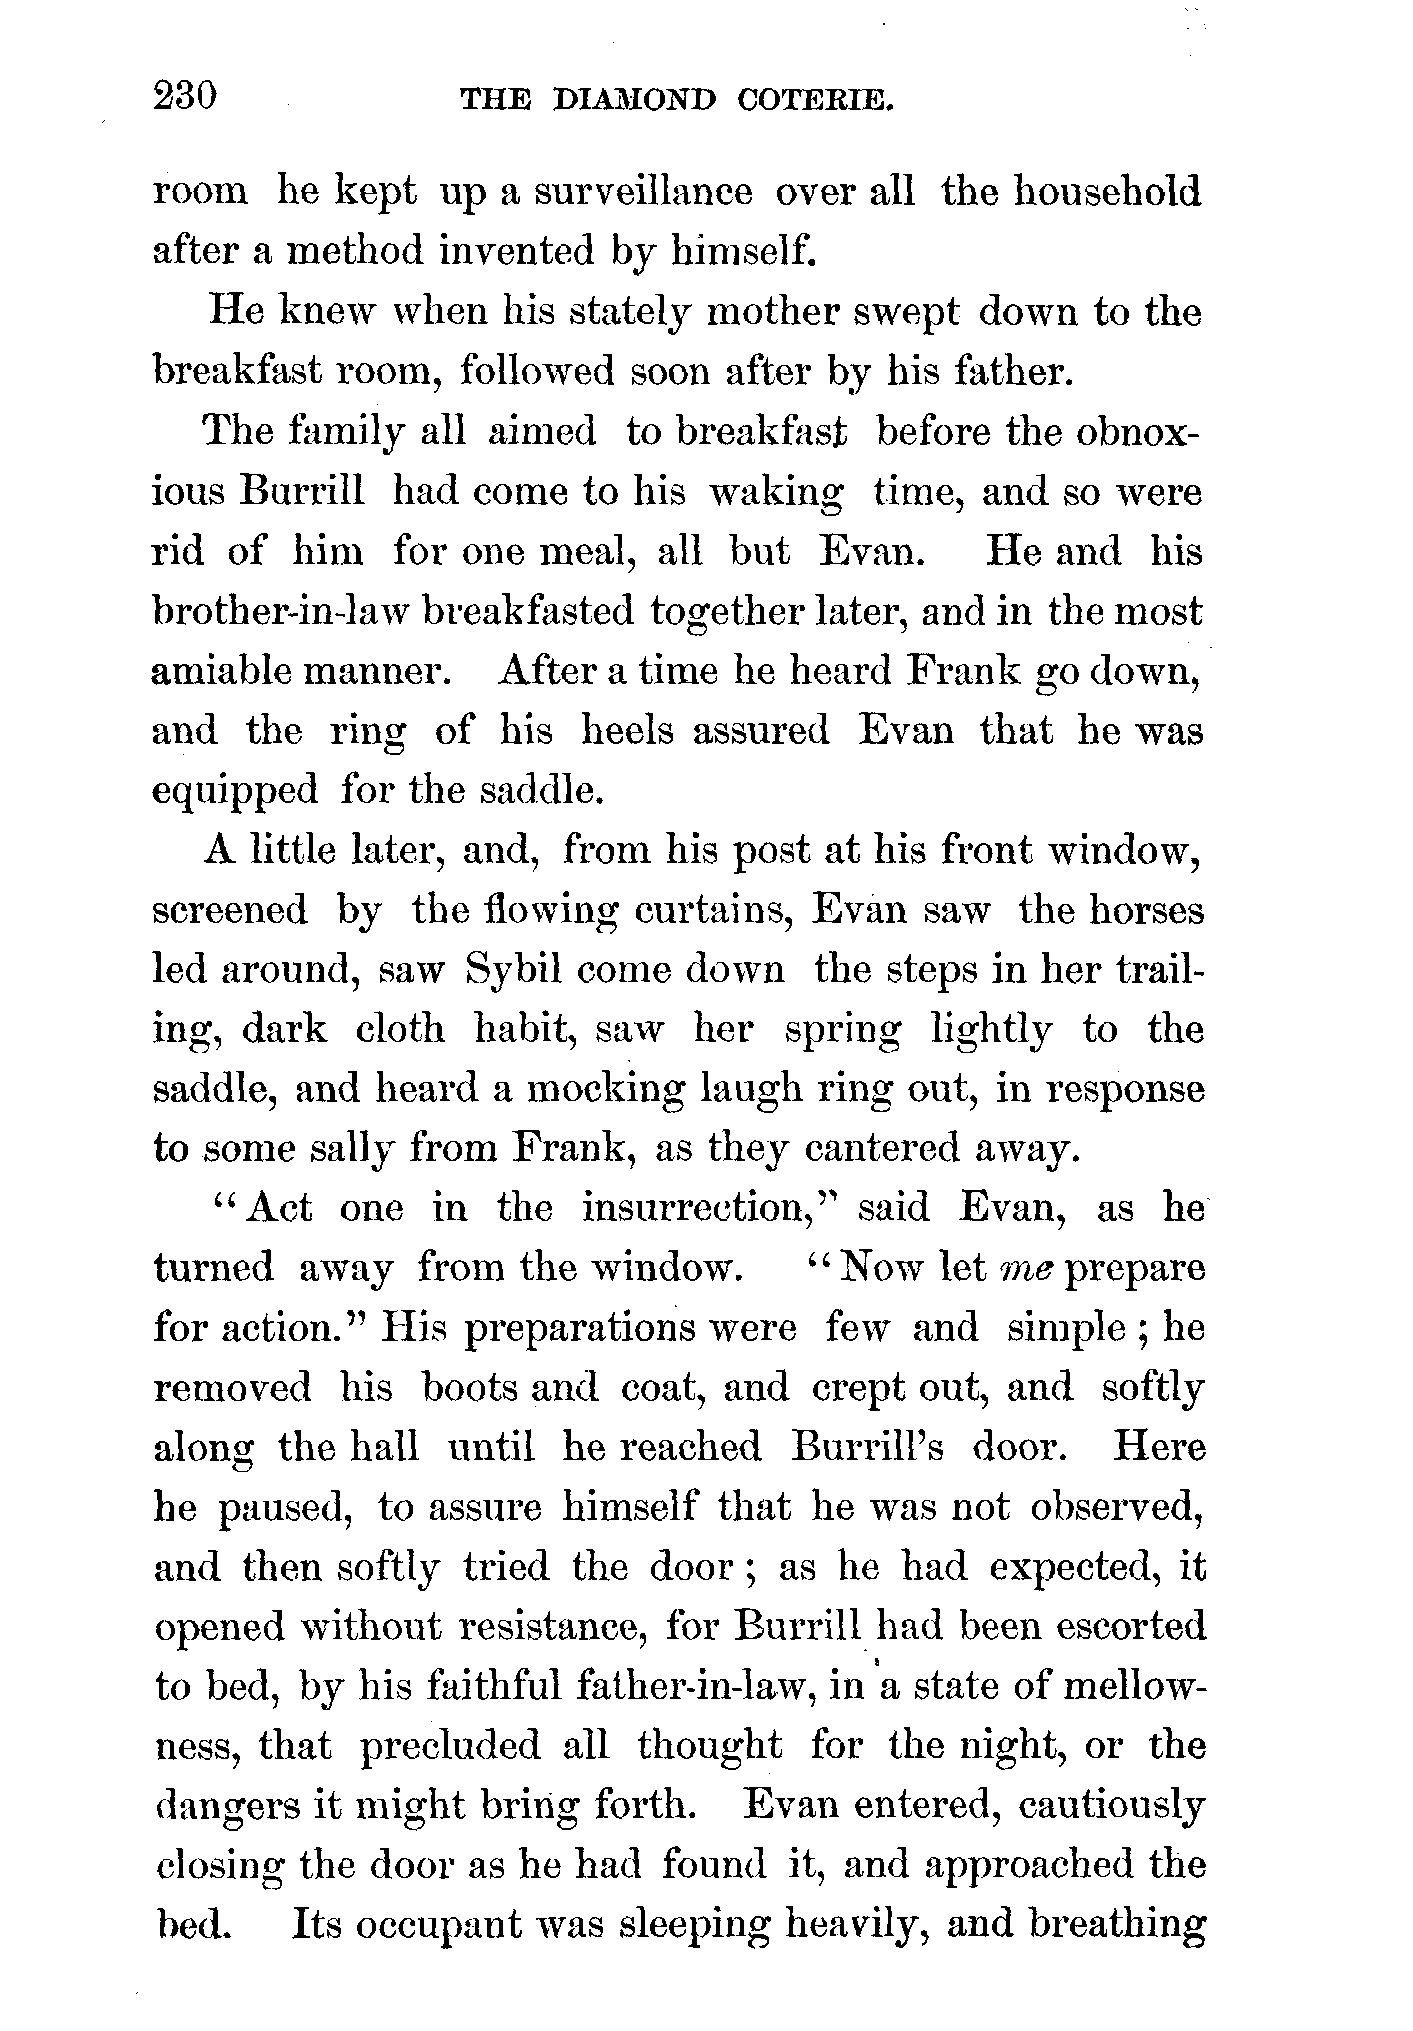 230 THE DIAMOND COTERIE.
room he kept up a surveillance over all the household
after a method invented by himself.
He knew when his stately mother swept down to the
breakfast room, followed soon after by his father.
The family all aimed to breakfast before the obnox-
ious Burrill had come to his waking time, and so were
rid of him for one meal, all but Evan. He and his
brother-in-law breakfasted together later, and in the most
amiable manner. After a time he heard Frank go down,
and the ring of his heels assured Evan that he was
equipped for the saddle.
A little later, and, from his post at his front window,
screened by the flowing curtains, Evan saw the horses
led around, saw Sybil come down the steps in her trail-
ing, dark cloth habit, saw her spring lightly to the
saddle, and heard a mocking laugh ring out, in response
to some sally from Frank, as they cantered away.
"Act one in the insurrection," said Evan, as he
turned away from the window. "Now let me prepare
for action." His preparations were few and simple ; he
removed his boots and coat, and crept out, and softly
along the hall until he reached Burrill's door. Here
he paused, to assure himself that he was not observed,
and then softly tried the door ; as he had expected, it
opened without resistance, for Burrill had been escorted
to bed, by his faithful father-in-law, in a state of mellow-
ness, that precluded all thought for the night, or the
dangers it might bring forth. Evan entered, cautiously
closing the door as he had found it, and approached the
bed. Its occupant was sleeping heavily, and breathing